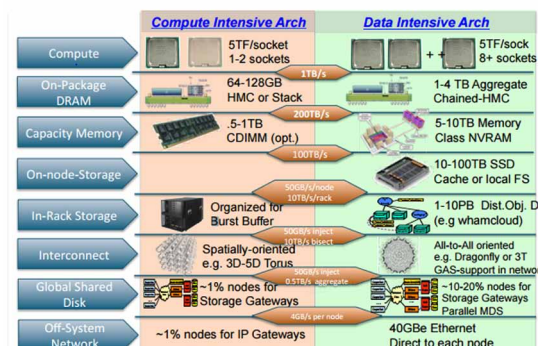 Compute Intensive Arch
Data Intensive Arch
Compute
5TF/socket
1-2 sockets
+ +
5TF/sock
8+ sockets
1TB/s
On-Package
DRAM
64-128GB
HMC or Stack
1-4 TB Aggregate
Chained-HMC
200TB/s
Capacity Memory
.5-1TB
CDIMM (opt.)
5-10TB Memory
Class NVRAM
100TB/s
On-node-Storage
10-100TB SSD
Cache or local FS
50GB/s/node
10TB/s/rack
In-Rack Storage
Organized for
Burst Buffer
1-10PB Dist.Obj. D
(e.g whamcloud)
50GB/s inject
10TB/s bisect
Interconnect
Spatially-oriented
e.g. 3D-5D Torus
All-to-All oriented
e.g. Dragonfly or 3T
GAS-support in networ
50GB/s inject
0.5TB/s aggregate
Global Shared
Disk
~1% nodes for
Storage Gateways
~10-20% nodes for
Storage Gateways
Parallel MDS
4GB/s per node
Off-System
Network
~1% nodes for IP Gateways
40GBe Ethernet
Direct to each node